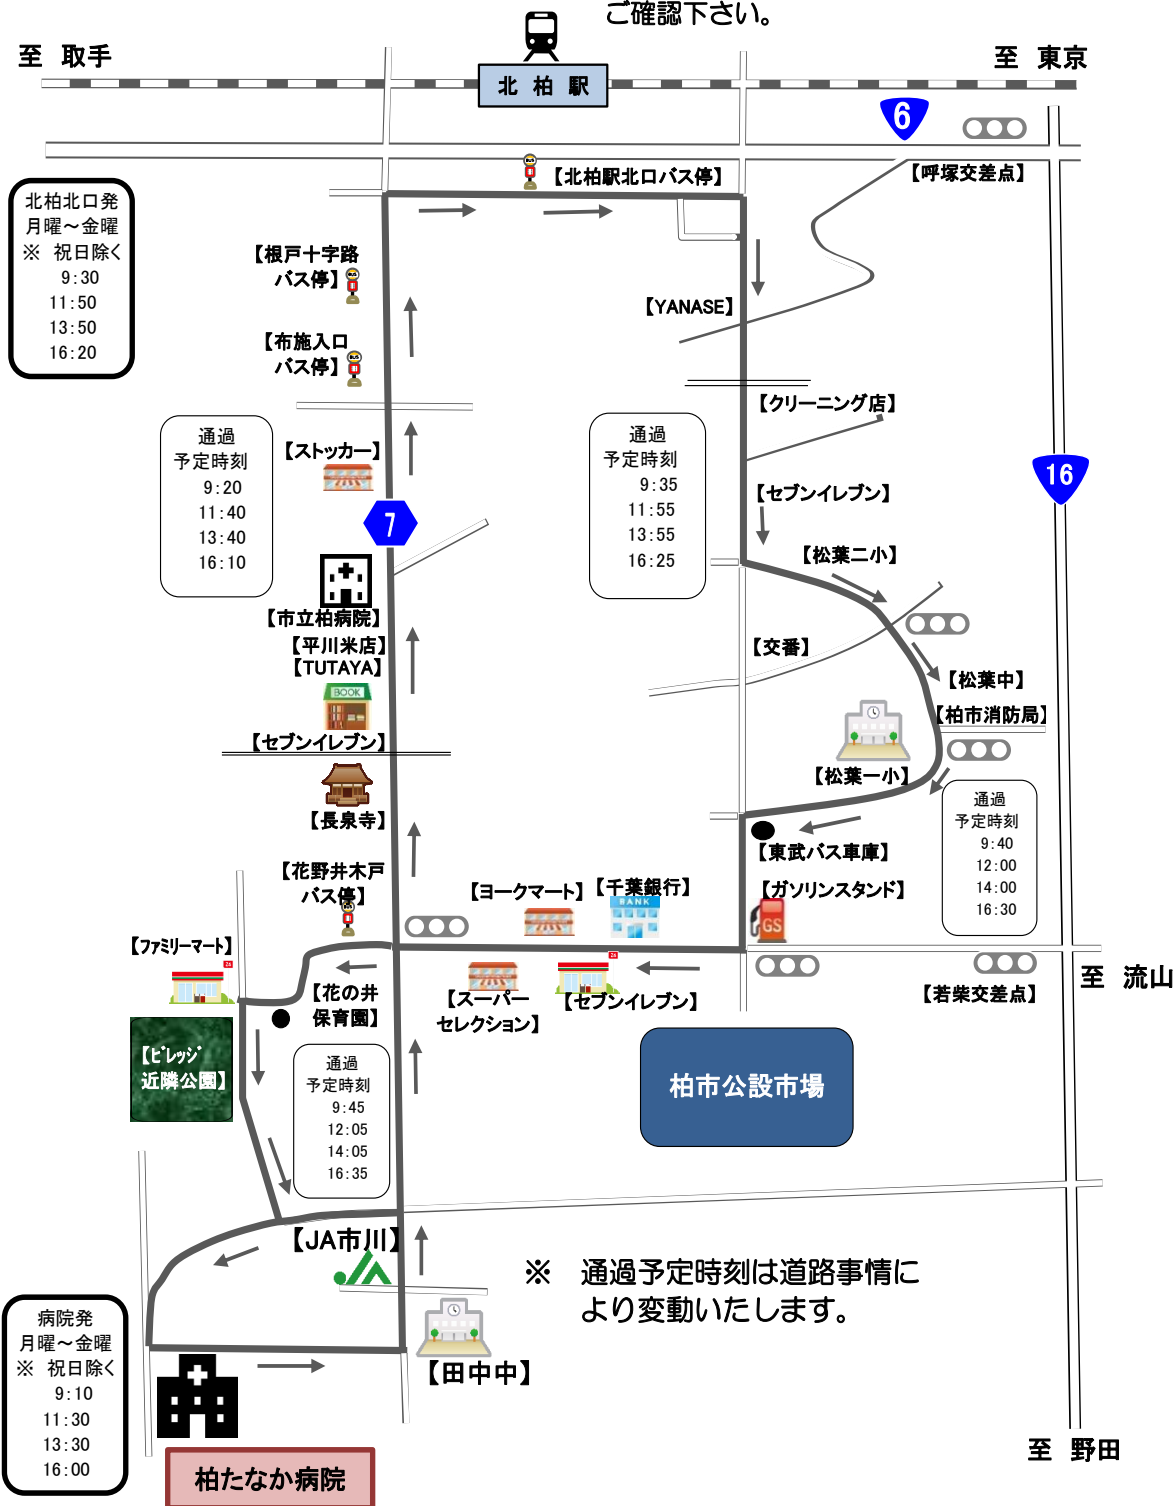 ご確認下さい。
至　取手
至　東京
北 柏 駅
6
【呼塚交差点】
【北柏駅北口バス停】
北柏北口発
月曜～金曜
※　祝日除く
9:30
11:50
13:50
16:20
【根戸十字路
バス停】
【YANASE】
【布施入口
バス停】
【クリーニング店】
通過
予定時刻
9:20
11:40
13:40
16:10
【ストッカー】
通過
予定時刻
9:35
11:55
13:55
16:25
16
【セブンイレブン】
7
【松葉二小】
【市立柏病院】
【平川米店】
【TUTAYA】
BOOK
【交番】
【松葉中】
【柏市消防局】
【セブンイレブン】
【松葉一小】
【長泉寺】
通過
予定時刻
9:40
12:00
14:00
16:30
【東武バス車庫】
【花野井木戸
バス停】
【ヨークマート】
【千葉銀行】
BANK
【ガソリンスタンド】
GS
【ファミリーマート】
24
24
【花の井
保育園】
【スーパー
セレクション】
【セブンイレブン】
【若柴交差点】
至　流山
【ビレッジ
近隣公園】
通過
予定時刻
9:45
12:05
14:05
16:35
柏市公設市場
【JA市川】
※　通過予定時刻は道路事情に
より変動いたします。
病院発
月曜～金曜
※　祝日除く
9:10
11:30
13:30
16:00
【田中中】
至　野田
柏たなか病院